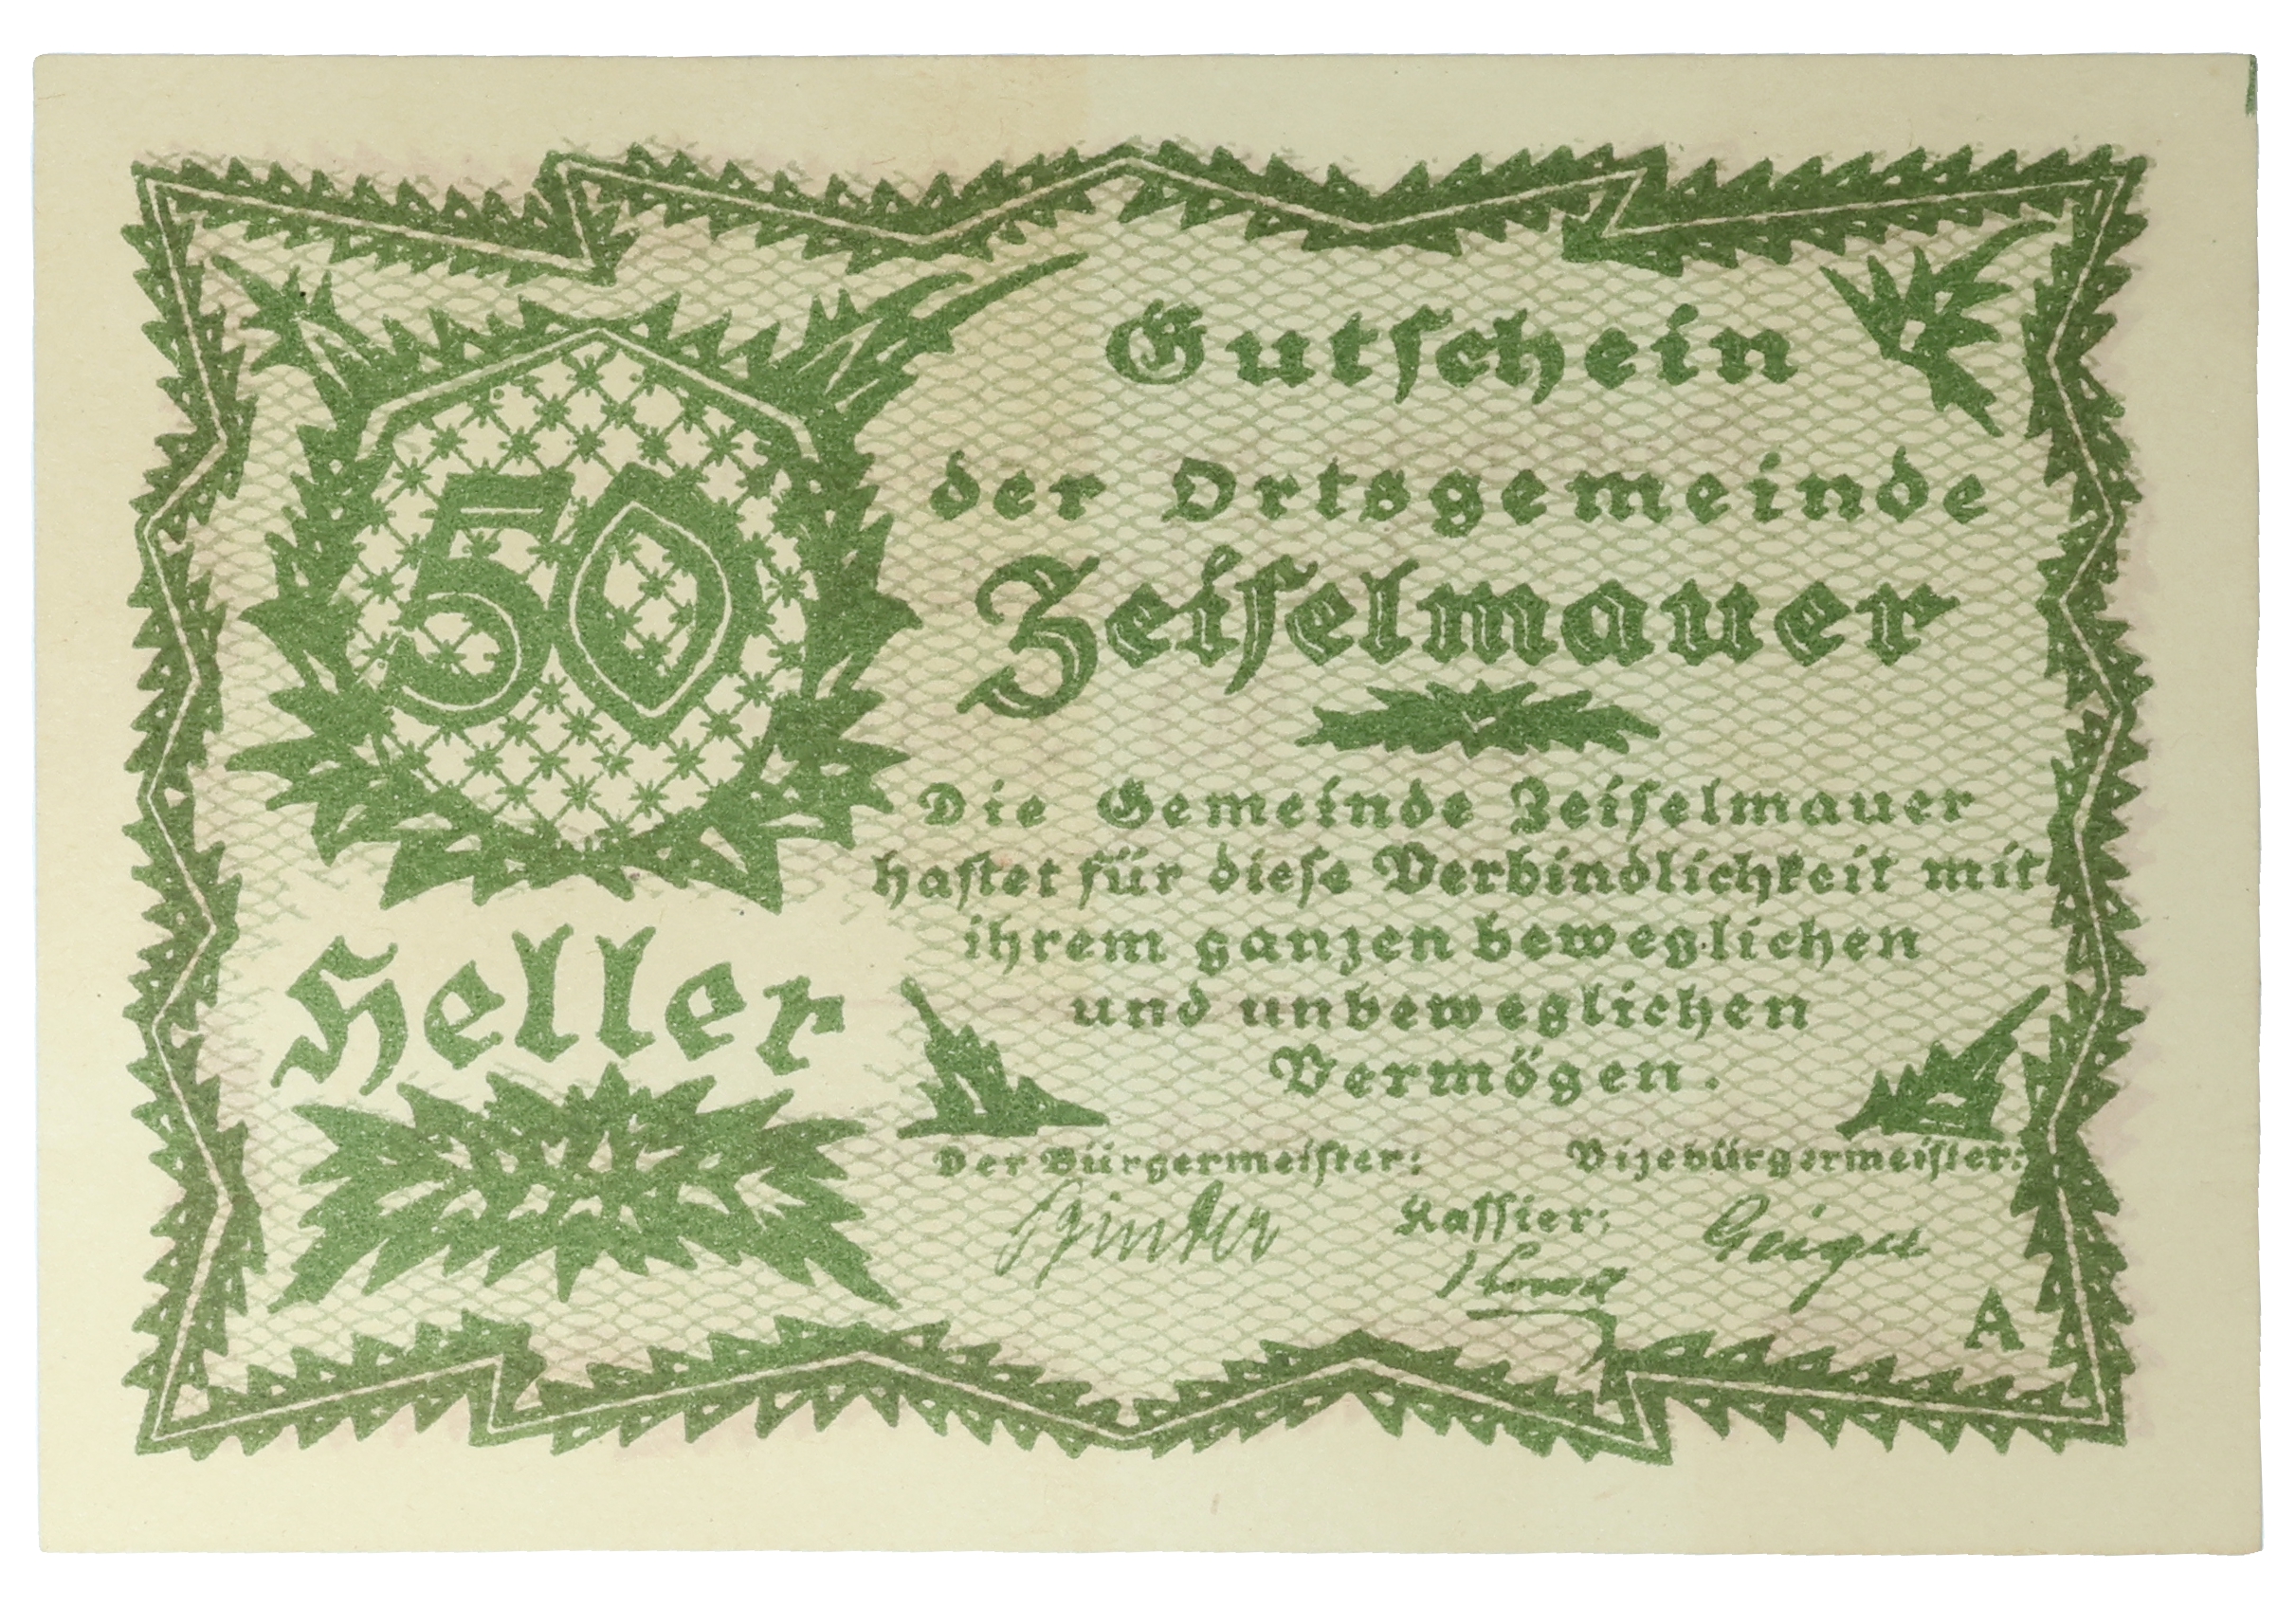 50
Heller
Gutschein
der Ortsgemeinde
Zeiselmauer
Die Gemeinde Zeiselmauer
haftet für diese Verbindlichkeit mit
ihrem ganzen beweglichen
und unbeweglichen
Vermögen.
Der Bürgermeister:
Vizebürgermeister:
Kassier:
Geiger
A